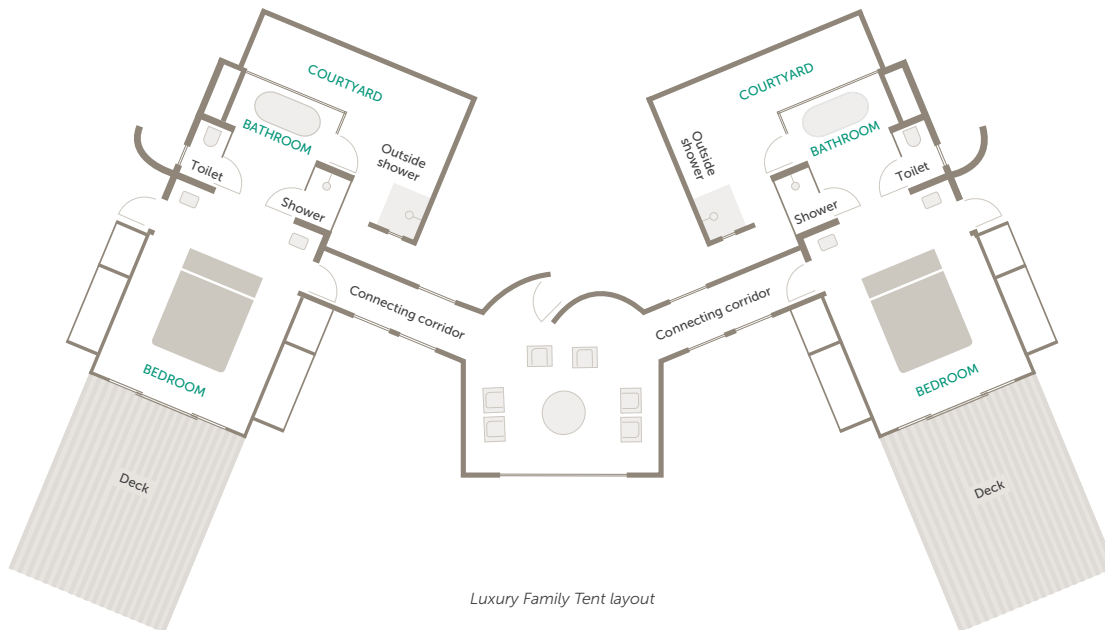 COURTYARD
BATHROOM
Outside
shower
Toilet
Shower
Connecting corridor
BEDROOM
Deck
COURTYARD
BATHROOM
Outside
shower
Toilet
Shower
Connecting corridor
BEDROOM
Deck
Luxury Family Tent layout